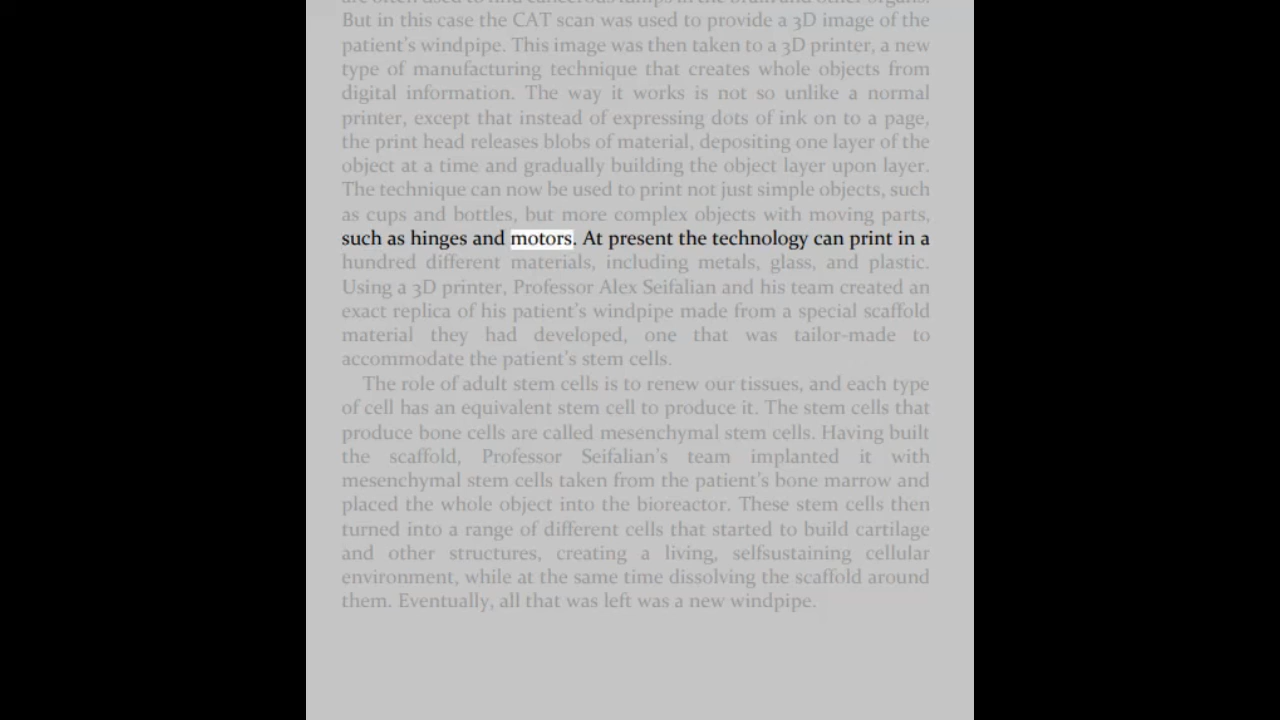 are often used to find cancerous lumps in the brain and other organs.
But in this case the CAT scan was used to provide a 3D image of the
patient's windpipe. This image was then taken to a 3D printer, a new
type of manufacturing technique that creates whole objects from
digital information. The way it works is not so unlike a normal
printer, except that instead of expressing dots of ink on to a page,
the print head releases blobs of material, depositing one layer of the
object at a time and gradually building the object layer upon layer.
The technique can now be used to print not just simple objects, such
as cups and bottles, but more complex objects with moving parts,
such as hinges and motors. At present the technology can print in a
hundred different materials, including metals, glass, and plastic.
Using a 3D printer, Professor Alex Seifalian and his team created an
exact replica of his patient's windpipe made from a special scaffold
material they had developed, one that was tailor-made to
accommodate the patient's stem cells.
The role of adult stem cells is to renew our tissues, and each type
of cell has an equivalent stem cell to produce it. The stem cells that
produce bone cells are called mesenchymal stem cells. Having built
the scaffold, Professor Seifalian's team implanted it with
mesenchymal stem cells taken from the patient's bone marrow and
placed the whole object into the bioreactor. These stem cells then
turned into a range of different cells that started to build cartilage
and other structures, creating a living, selfsustaining cellular
environment, while at the same time dissolving the scaffold around
them. Eventually, all that was left was a new windpipe.